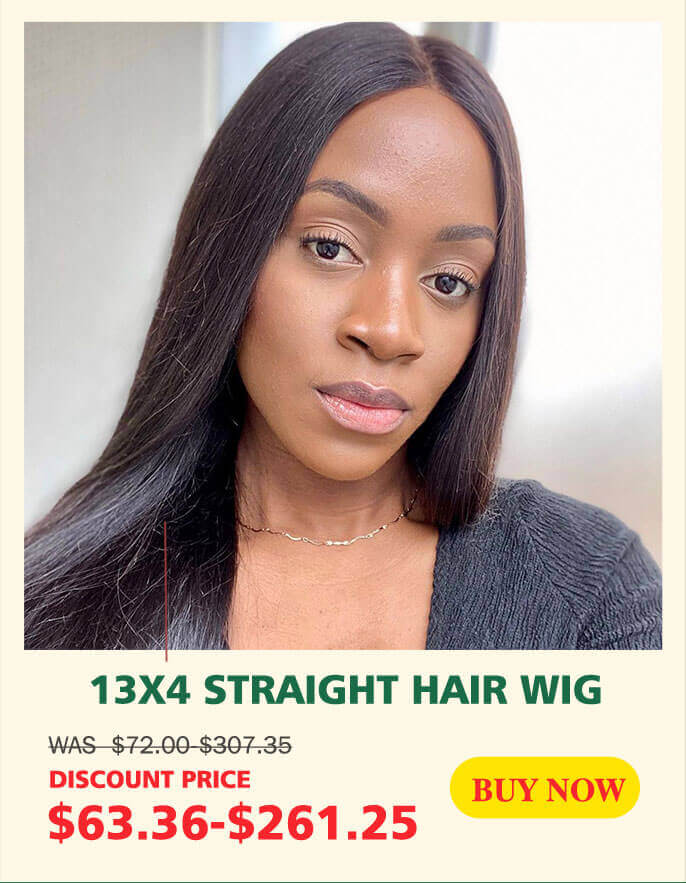 13X4 STRAIGHT HAIR WIG
WAS $72.00-$307.35
DISCOUNT PRICE
$63.36-$261.25
BUY NOW